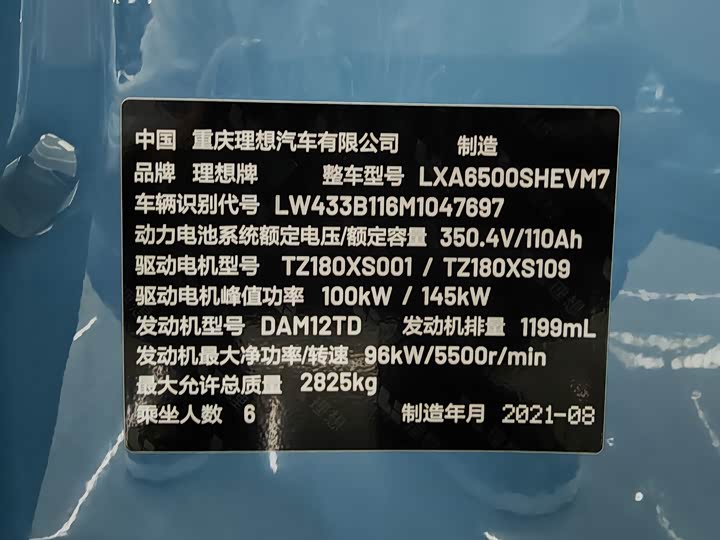 中国 重庆理想汽车有限公司 制造
品牌 理想牌 整车型号 LXA6500SHEVM7
车辆识别代号 LW433B116M1047697
动力电池系统额定电压/额定容量 350.4V/110Ah
驱动电机型号 TZ180XS001 / TZ180XS109
驱动电机峰值功率 100kW / 145kW
发动机型号 DAM12TD 发动机排量 1199mL
发动机最大净功率/转速 96kW/5500r/min
最大允许总质量 2825kg
乘坐人数 6 制造年月 2021-08